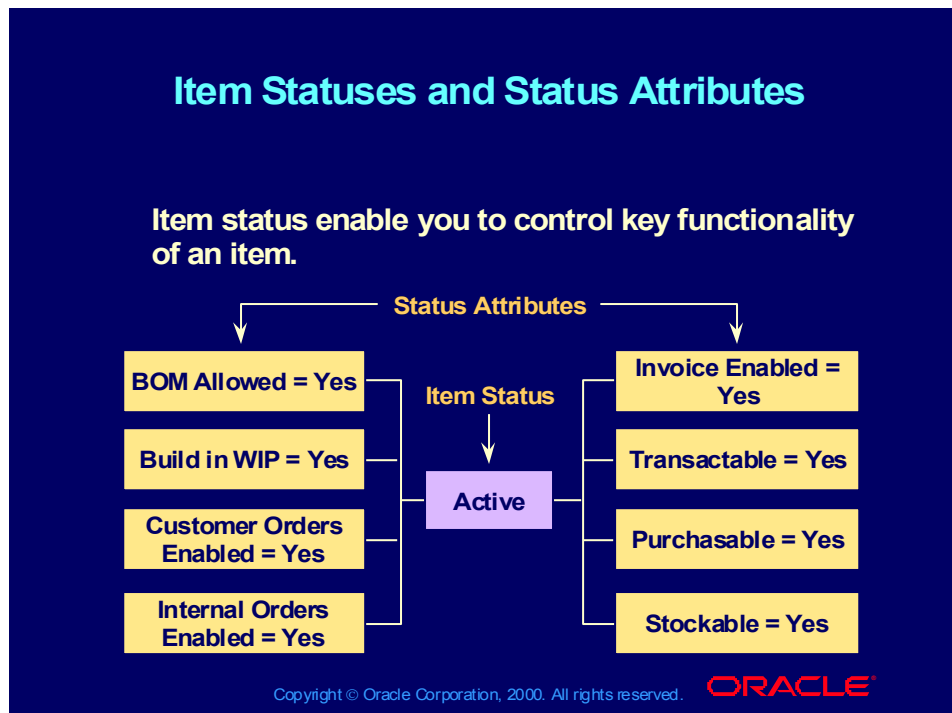 Item Statuses and Status Attributes
Item status enable you to control key functionality
of an item.
Status Attributes
BOM Allowed = Yes
Build in WIP = Yes
Customer Orders
Enabled = Yes
Internal Orders
Enabled = Yes
Item Status
Active
Invoice Enabled =
Yes
Transactable = Yes
Purchasable = Yes
Stockable = Yes
Copyright © Oracle Corporation, 2000. All rights reserved.
ORACLE®